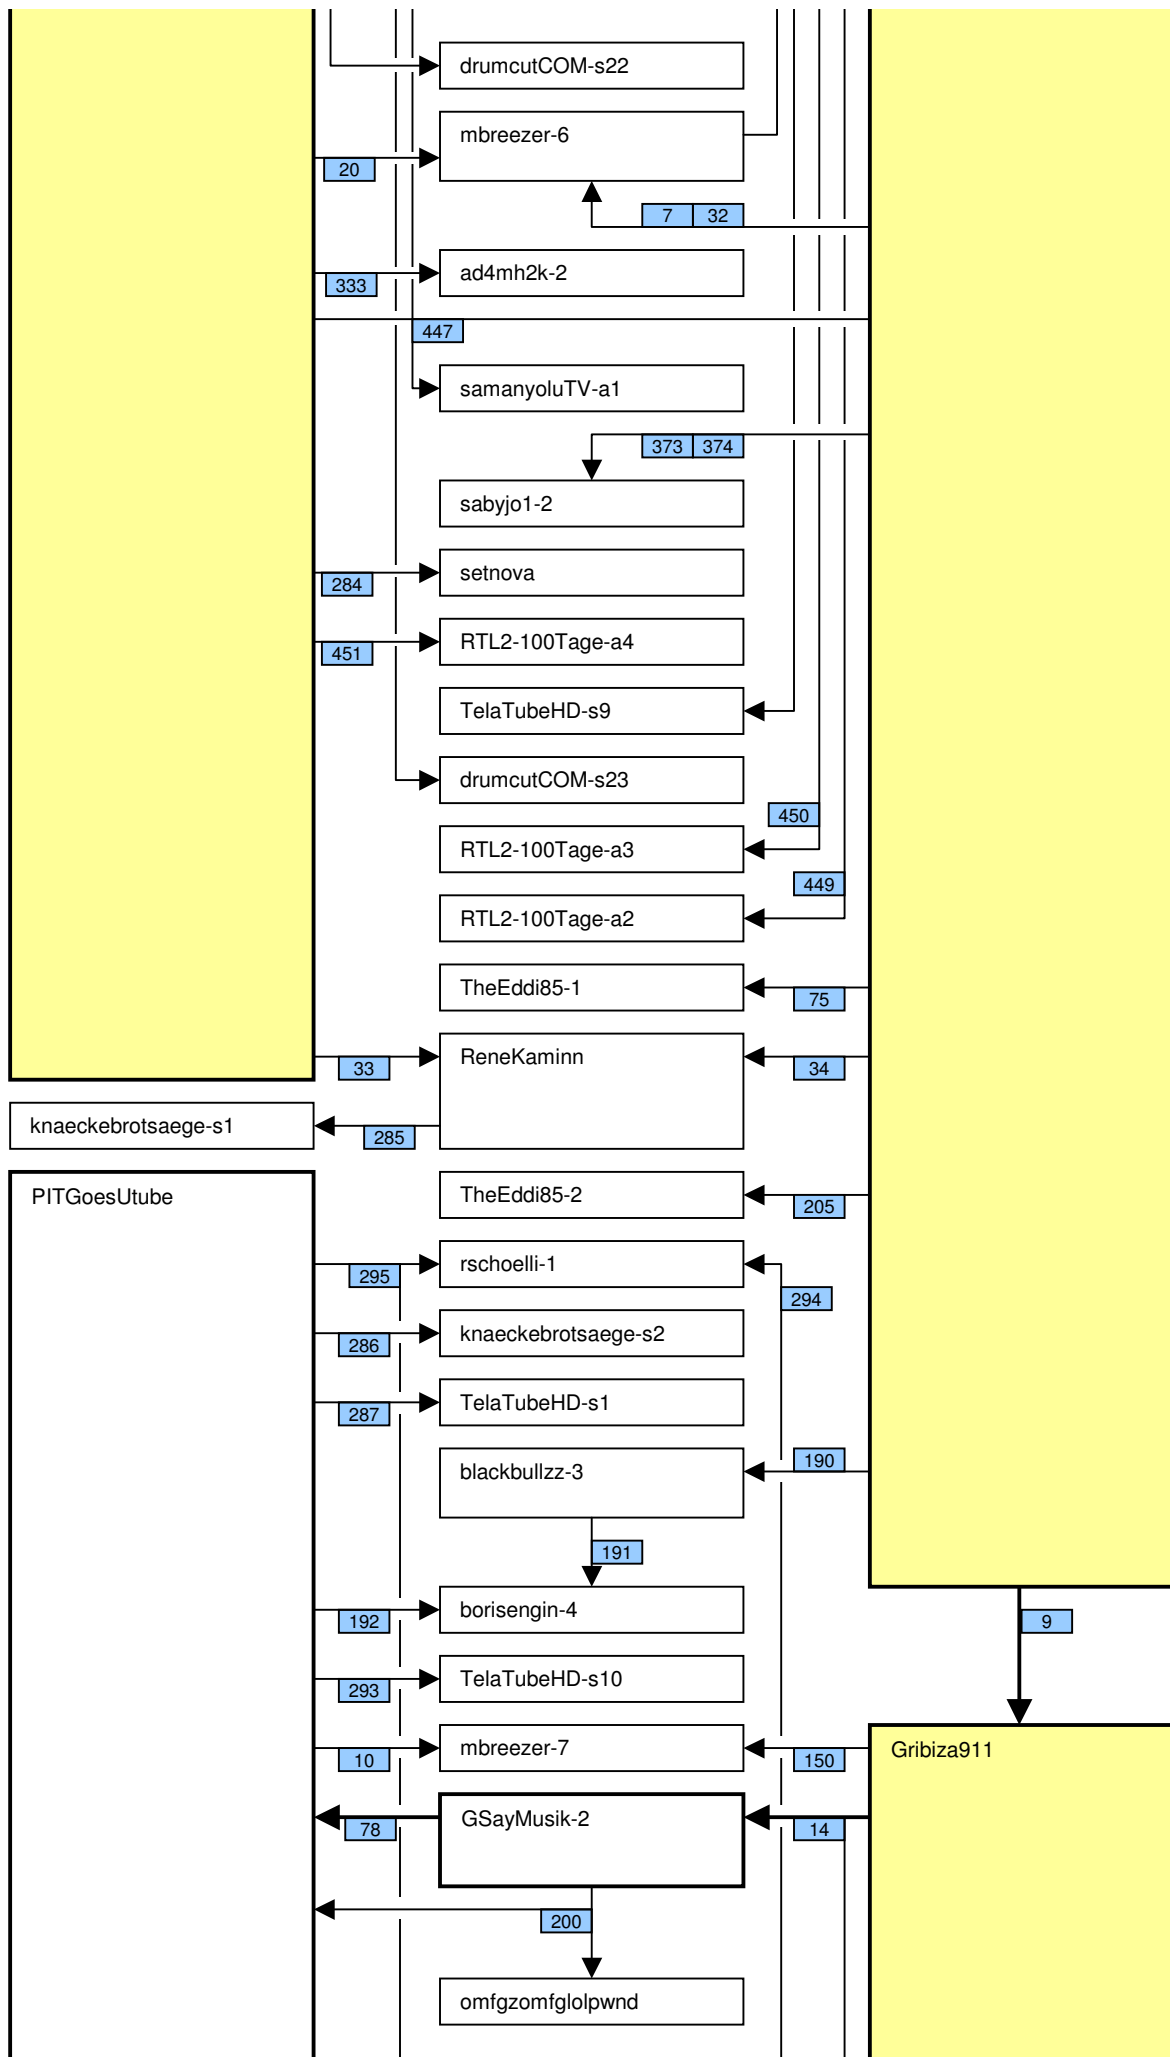 drumcutCOM-s22
mbreezer-6
20
7 32
ad4mh2k-2
333
447
samanyoluTV-a1
373 374
sabyjo1-2
setnova
284
RTL2-100Tage-a4
451
TelaTubeHD-s9
drumcutCOM-s23
450
RTL2-100Tage-a3
449
RTL2-100Tage-a2
TheEddi85-1
75
ReneKaminn
33
34
knaeckebrotsaege-s1
285
PITGoesUtube
TheEddi85-2
205
rschoelli-1
295
294
knaeckebrotsaege-s2
286
TelaTubeHD-s1
287
190
blackbullzz-3
191
borisengin-4
192
9
TelaTubeHD-s10
293
mbreezer-7
Gribiza911
10
150
GSayMusik-2
78
14
200
omfgzomfglolpwnd